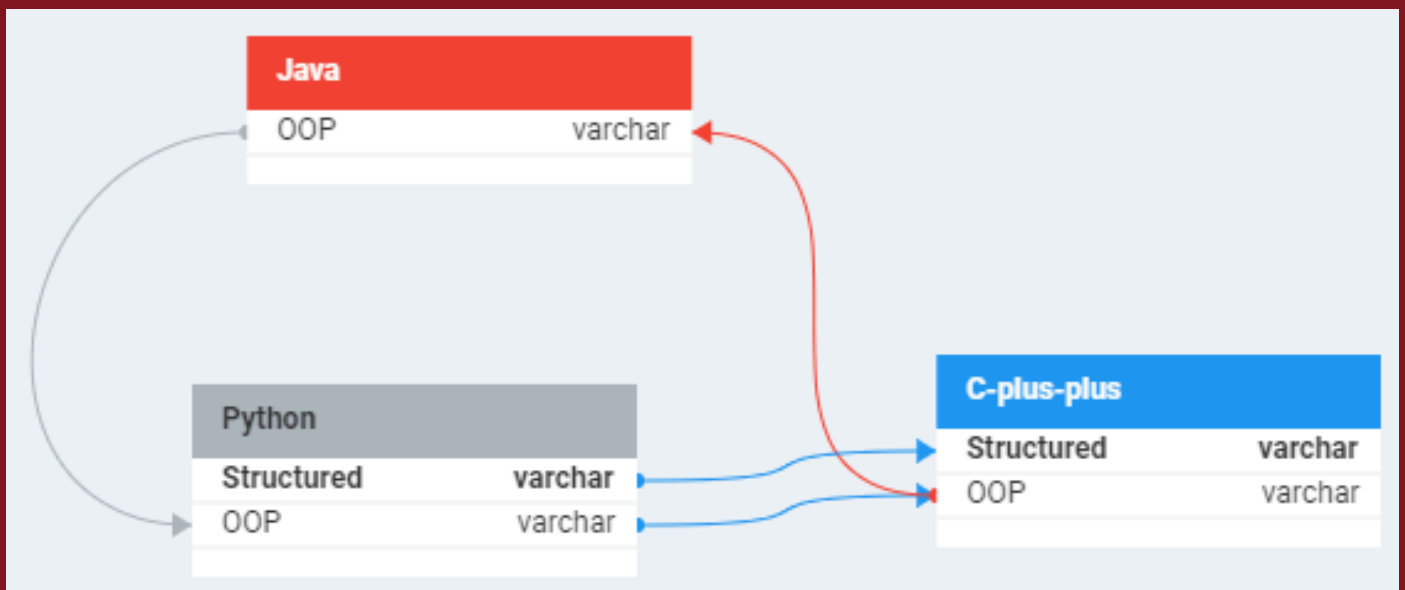 Java
OOP varchar
Python
Structured varchar
OOP varchar
C-plus-plus
Structured varchar
OOP varchar